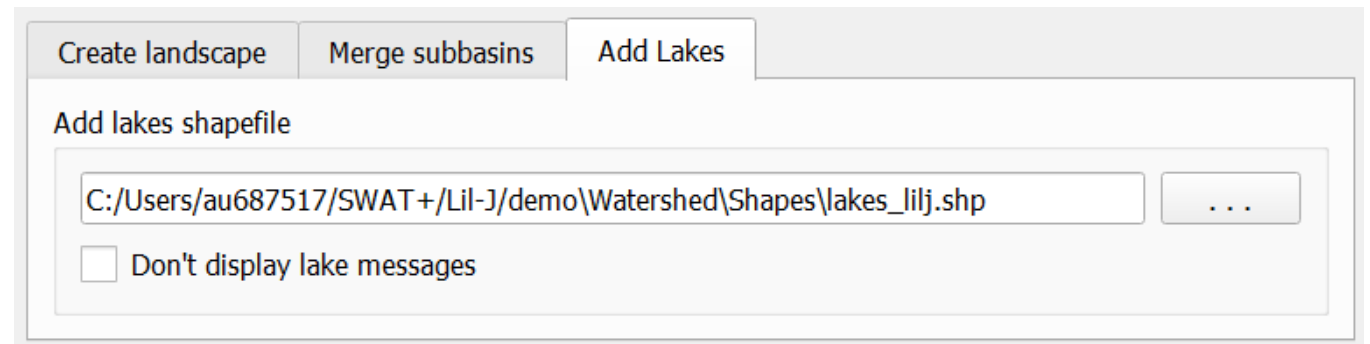 Create landscape Merge subbasins Add Lakes
Add lakes shapefile
C:/Users/au687517/SWAT+/Lil-J/demo\Watershed\Shapes\lakes_lilj.shp ...
Don't display lake messages